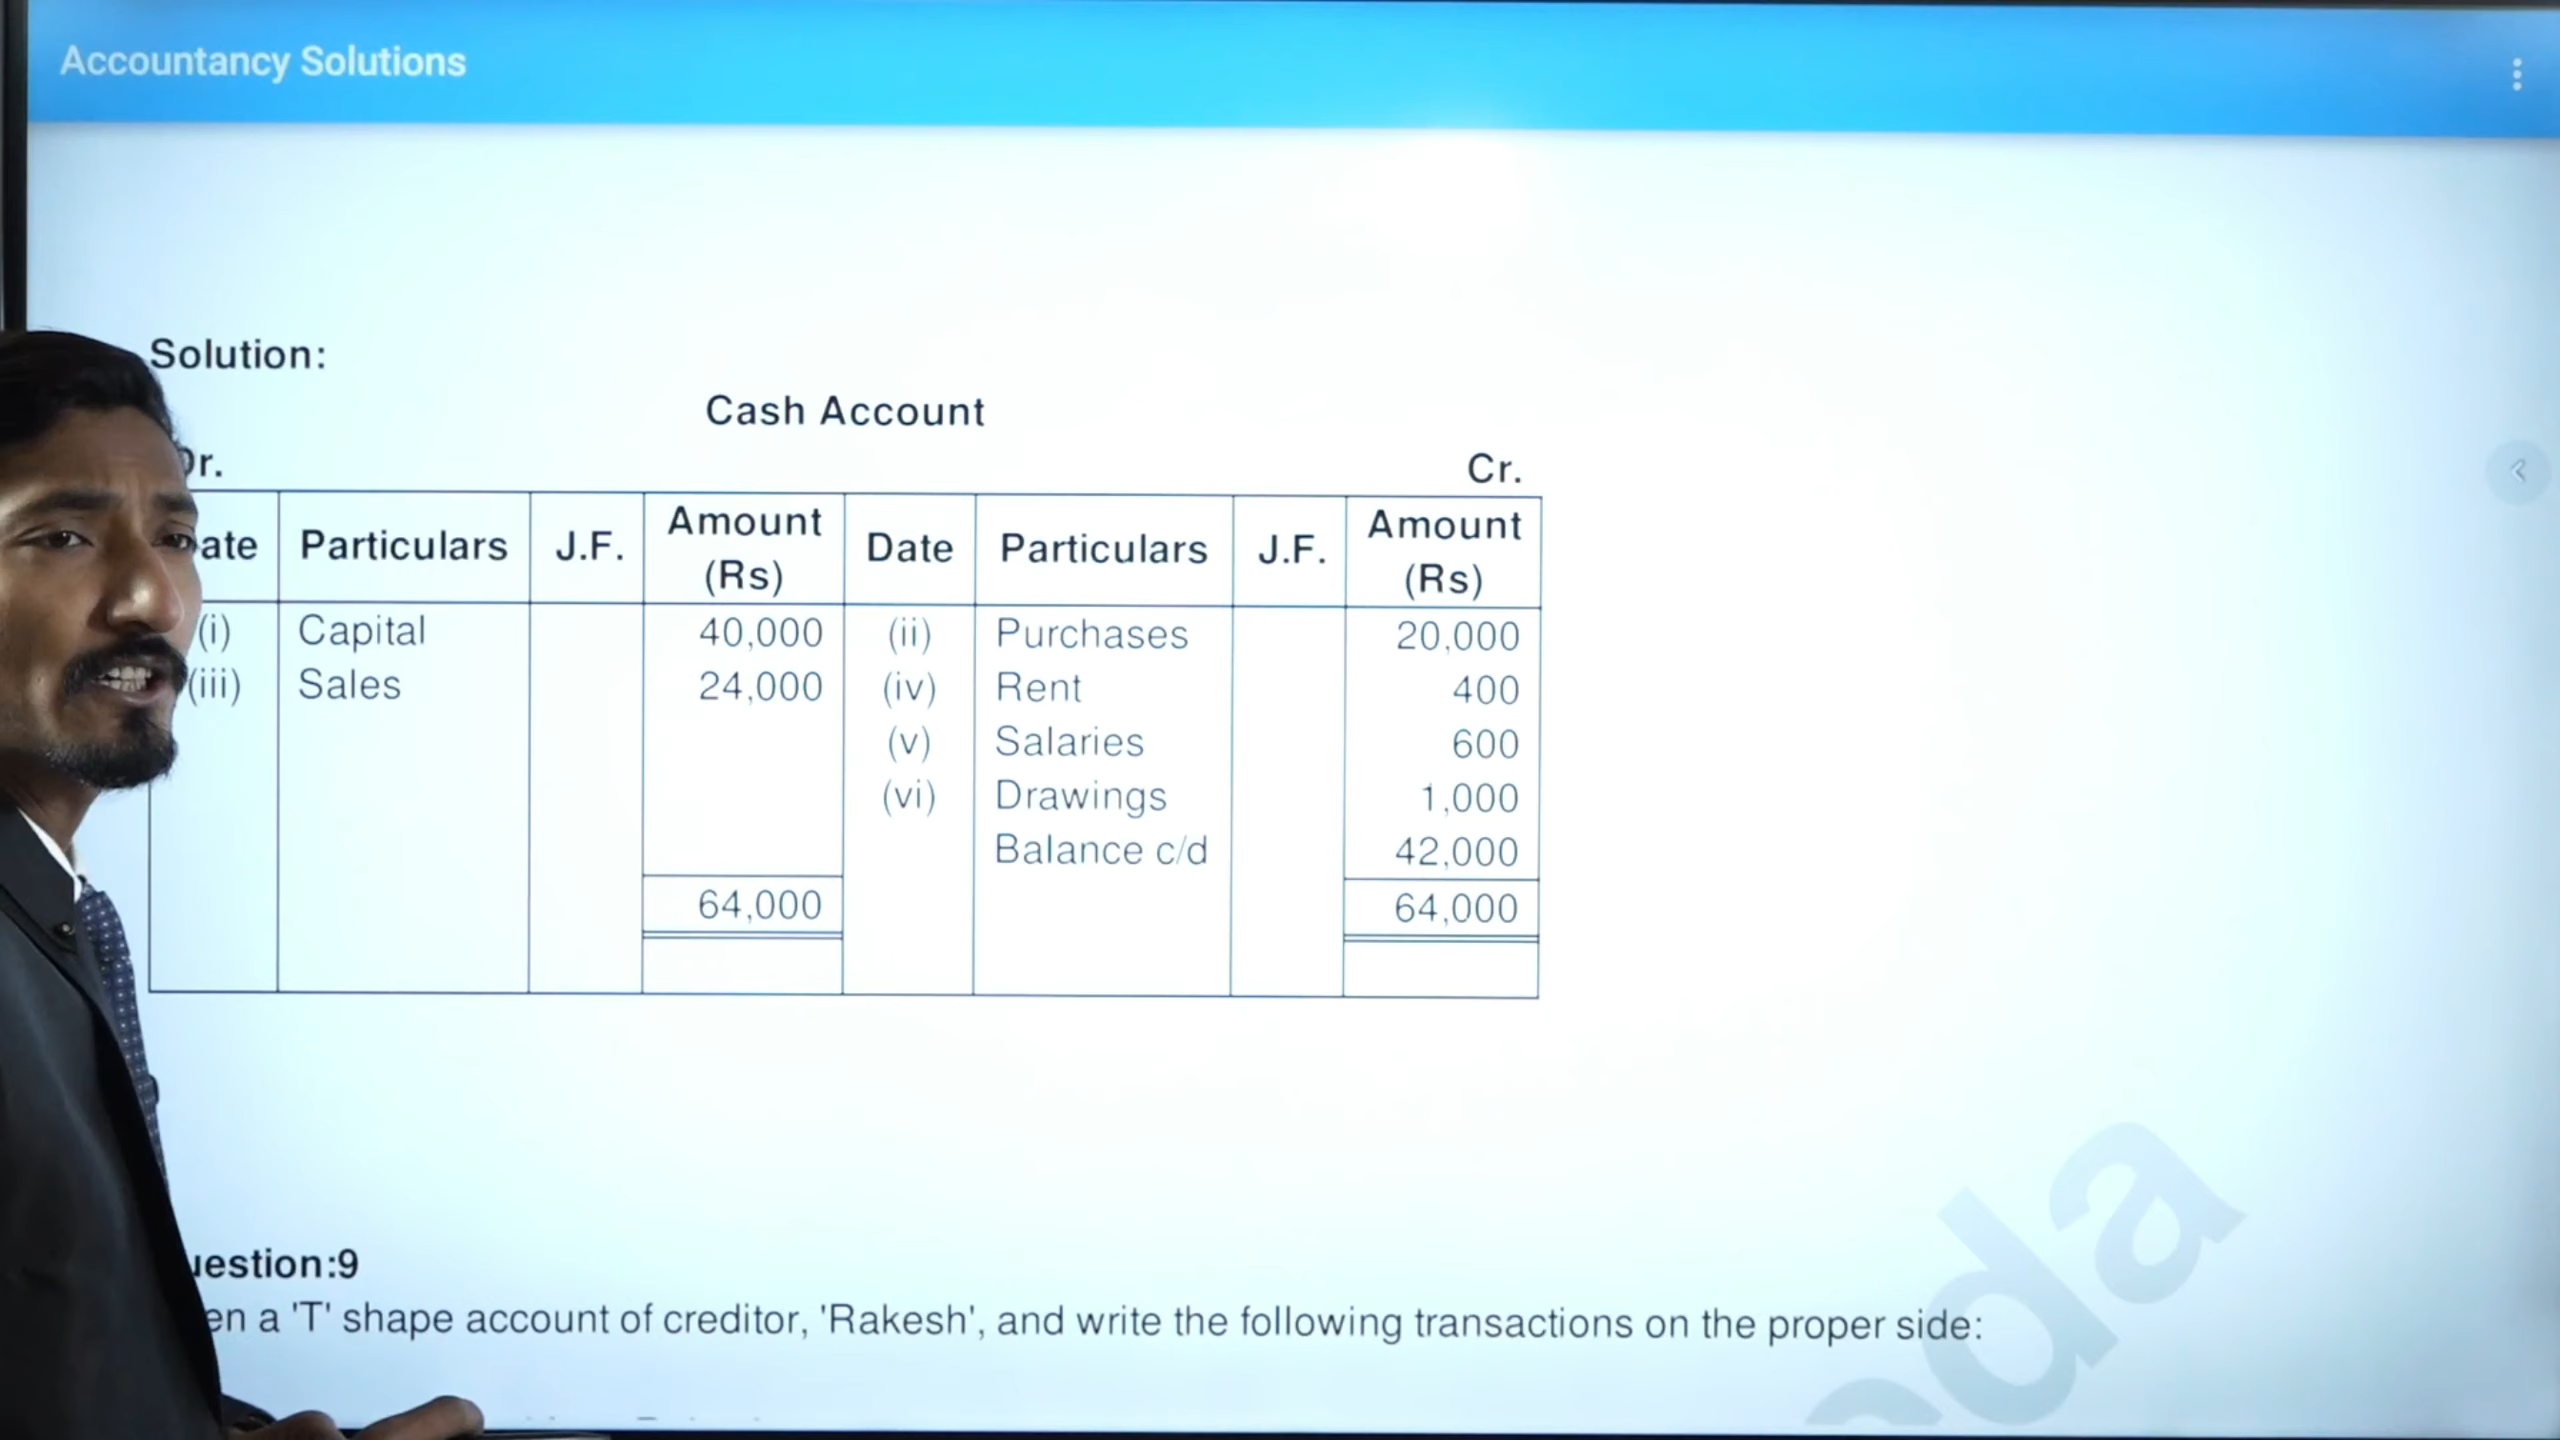 Accountancy Solutions
Solution:
Cash Account
Dr.
Cr.
Date Particulars J.F. Amount (Rs) Date Particulars J.F. Amount (Rs)
(i) Capital 40,000 (ii) Purchases 20,000
(iii) Sales 24,000 (iv) Rent 400
(v) Salaries 600
(vi) Drawings 1,000
Balance c/d 42,000
64,000 64,000
uestion:9
en a 'T' shape account of creditor, 'Rakesh', and write the following transactions on the proper side: